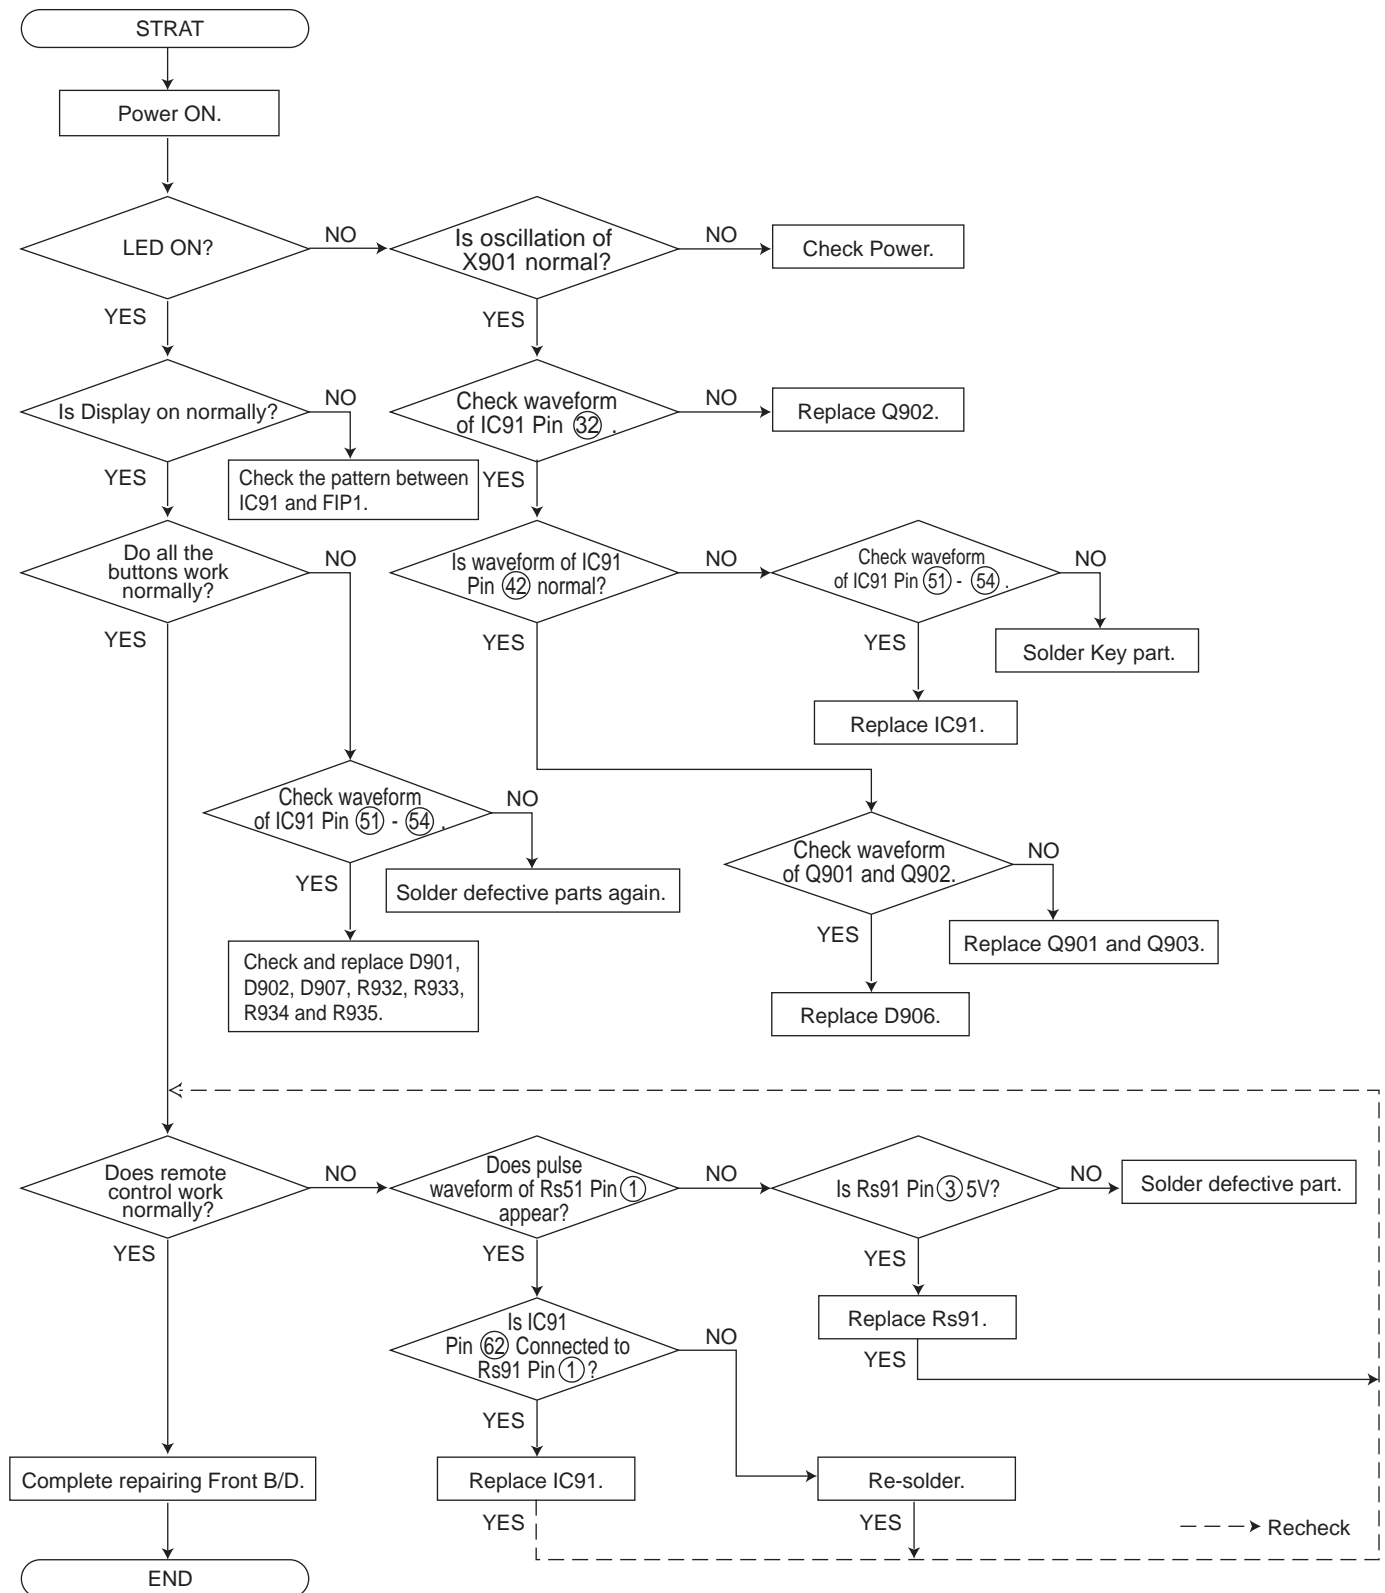 STRAT
Power ON.
LED ON?
NO
Is oscillation of
X901 normal?
NO
Check Power.
YES
YES
Is Display on normally?
NO
Check waveform
of IC91 Pin 32 .
NO
Replace Q902.
YES
Check the pattern between
IC91 and FIP1.
YES
Do all the
buttons work
normally?
NO
Is waveform of IC91
Pin 42 normal?
NO
Check waveform
of IC91 Pin 51 - 54 .
NO
YES
YES
YES
Solder Key part.
Replace IC91.
Check waveform
of IC91 Pin 51 - 54 .
NO
YES
Solder defective parts again.
Check waveform
of Q901 and Q902.
NO
YES
Replace Q901 and Q903.
Check and replace D901,
D902, D907, R932, R933,
R934 and R935.
Replace D906.
Does remote
control work
normally?
NO
Does pulse
waveform of Rs51 Pin 1
appear?
NO
Is Rs91 Pin 3 5V?
NO
Solder defective part.
YES
YES
YES
Is IC91
Pin 62 Connected to
Rs91 Pin 1 ?
NO
Replace Rs91.
YES
YES
Complete repairing Front B/D.
Replace IC91.
Re-solder.
YES
YES
Recheck
END